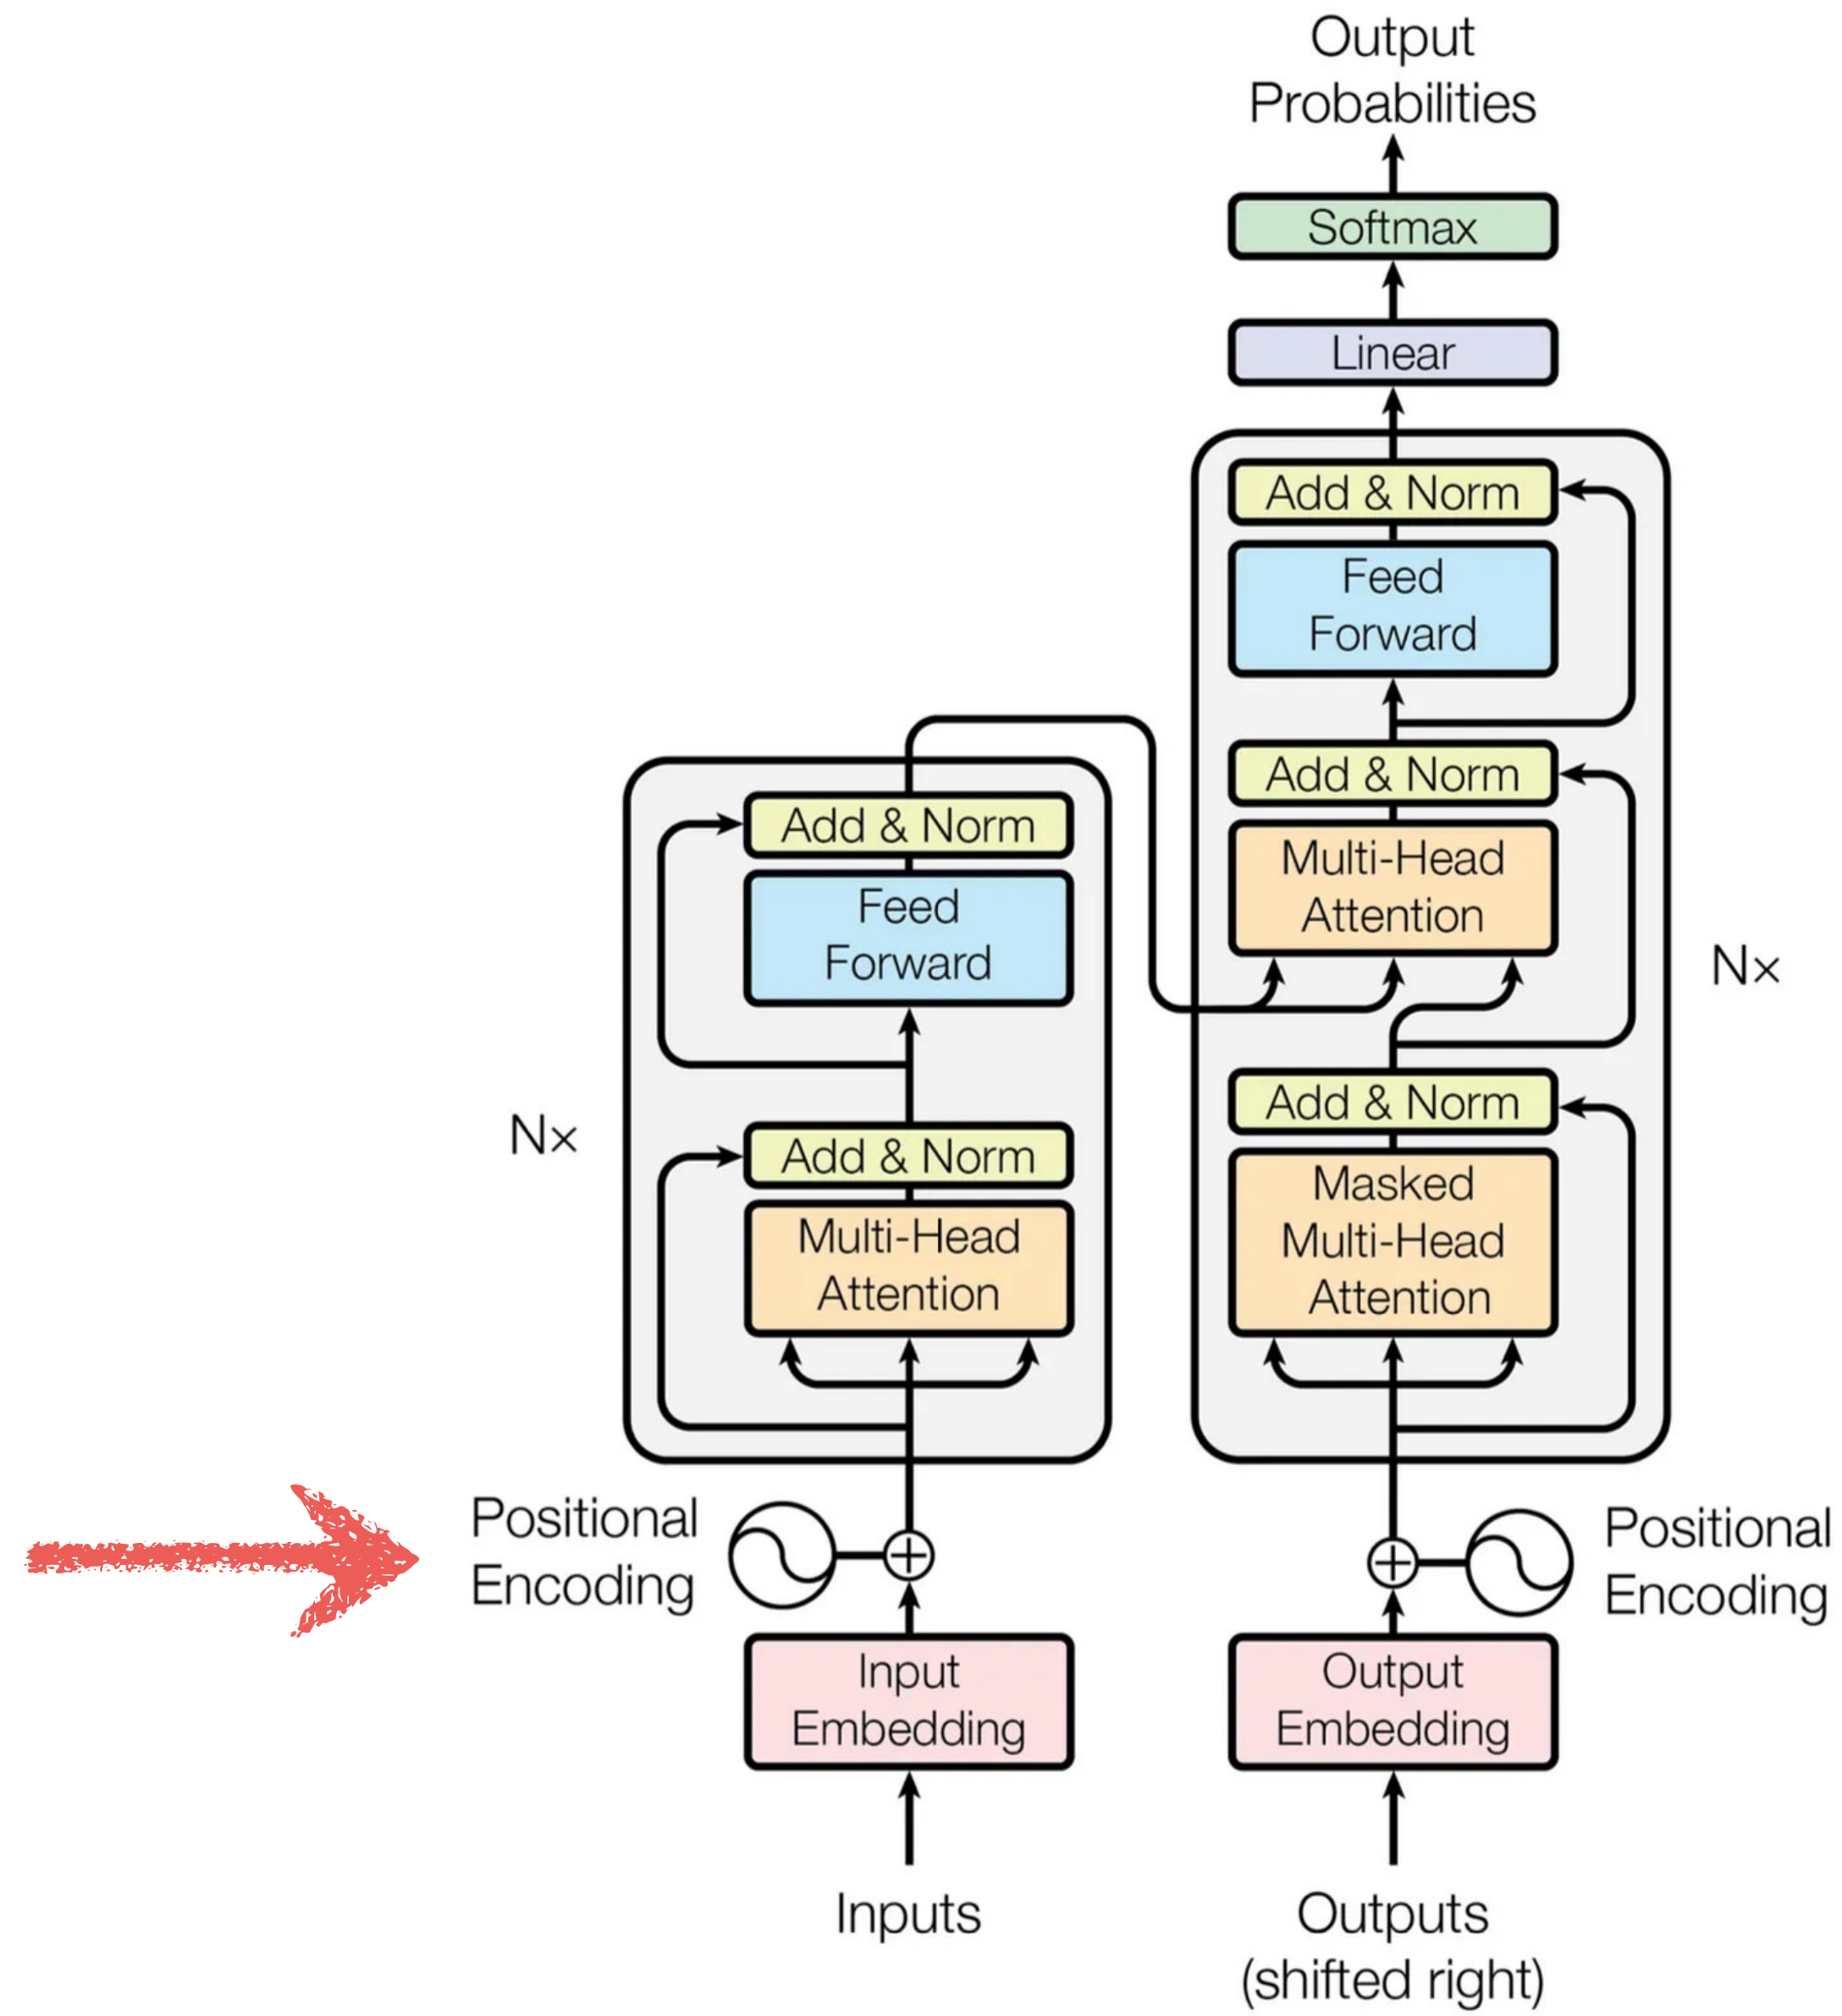 Output
Probabilities
Softmax
Linear
Add & Norm
Feed
Forward
Add & Norm
Multi-Head
Attention
N×
Add & Norm
Masked
Multi-Head
Attention
Add & Norm
Feed
Forward
N×
Add & Norm
Multi-Head
Attention
Positional
Encoding
Positional
Encoding
Input
Embedding
Output
Embedding
Inputs
Outputs
(shifted right)